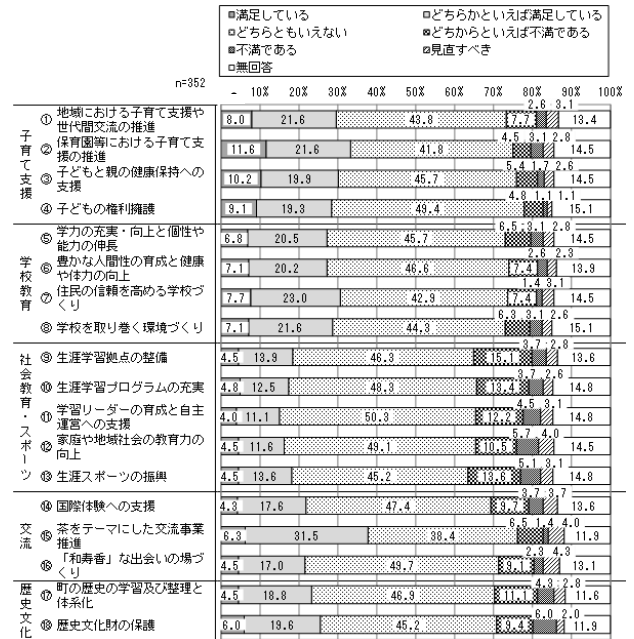 ■満足している □どちらかといえば満足している
□どちらともいえない ▩どちからといえば不満である
■不満である ▨見直すべき
□無回答
n=352
- 10% 20% 30% 40% 50% 60% 70% 80% 90% 100%
子育て支援
① 地域における子育て支援や
世代間交流の推進
8.0 21.6 43.8 7.7 2.6 3.1 13.4
② 保育園等における子育て支
援の推進
11.6 21.6 41.8 4.5 3.1 2.8 14.5
③ 子どもと親の健康保持への
支援
10.2 19.9 45.7 5.4 1.7 2.6 14.5
④ 子どもの権利擁護
9.1 19.3 49.4 4.8 1.1 1.1 15.1
学校教育
⑤ 学力の充実・向上と個性や
能力の伸長
6.8 20.5 45.7 6.5 3.1 2.8 14.5
⑥ 豊かな人間性の育成と健康
や体力の向上
7.1 20.2 46.6 7.4 2.6 2.3 13.9
⑦ 住民の信頼を高める学校づ
くり
7.7 23.0 42.9 7.4 1.4 3.1 14.5
⑧ 学校を取り巻く環境づくり
7.1 21.6 44.3 6.3 3.1 2.6 15.1
社会教育・スポーツ
⑨ 生涯学習拠点の整備
4.5 13.9 46.3 15.1 3.7 2.8 13.6
⑩ 生涯学習プログラムの充実
4.8 12.5 48.3 13.4 3.7 2.6 14.8
⑪ 学習リーダーの育成と自主
運営への支援
4.0 11.1 50.3 12.2 4.5 3.1 14.8
⑫ 家庭や地域社会の教育力の
向上
4.5 11.6 49.1 10.5 5.7 4.0 14.5
⑬ 生涯スポーツの振興
4.5 13.6 45.2 13.6 5.1 3.1 14.8
交流
⑭ 国際体験への支援
4.3 17.6 47.4 9.7 3.7 3.7 13.6
⑮ 茶をテーマにした交流事業
推進
6.3 31.5 38.4 6.5 1.4 4.0 11.9
⑯ 「和寿香」な出会いの場づ
くり
4.5 17.0 49.7 9.1 2.3 4.3 13.1
歴史文化
⑰ 町の歴史の学習及び整理と
体系化
4.5 18.8 46.9 11.1 4.3 2.8 11.6
⑱ 歴史文化財の保護
6.0 19.6 45.2 9.4 6.0 2.0 11.9